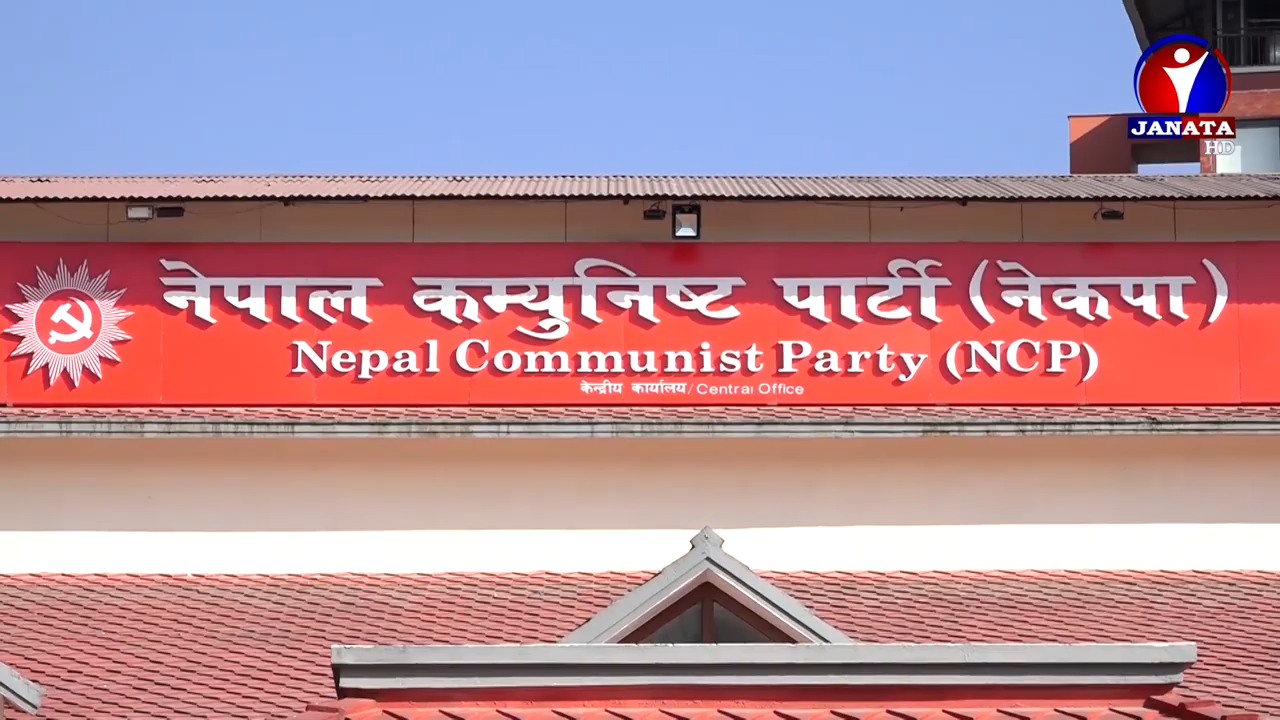 JANATA
HD
नेपाल कम्युनिष्ट पार्टी (नेकपा)
Nepal Communist Party (NCP)
केन्द्रीय कार्यालय/Central Office